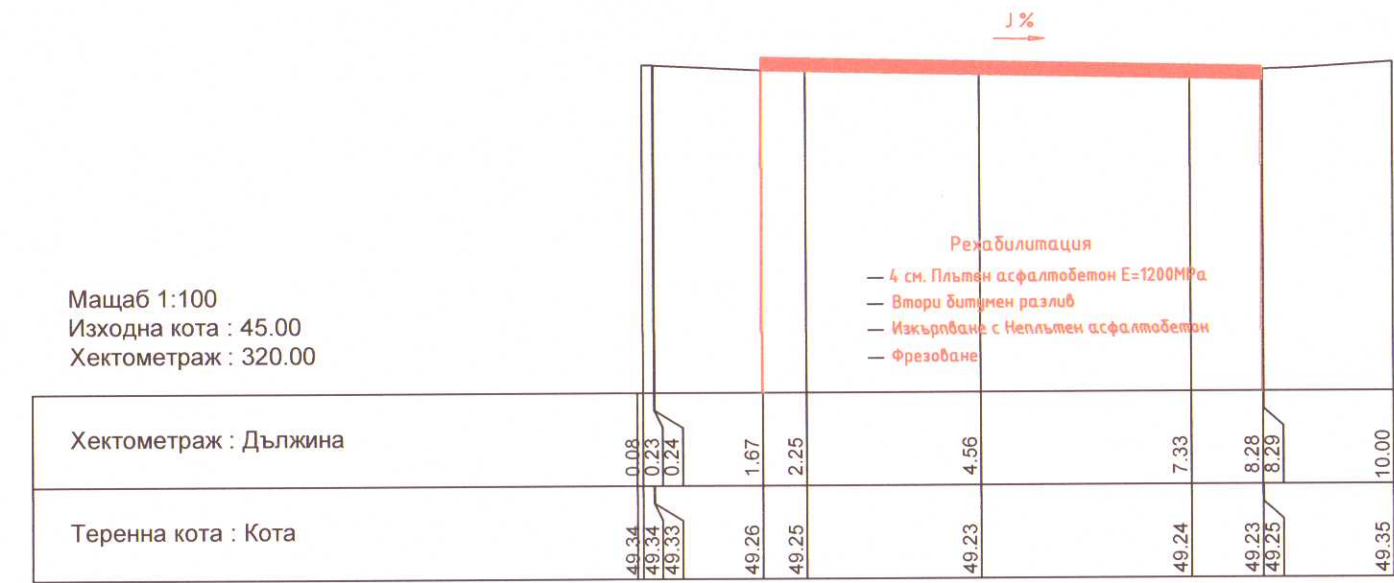 J %
Рехабилитация
— 4 см. Плътен асфалтобетон E=1200MPa
— Втори битумен разлив
— Изкърпване с Неплътен асфалтобетон
— Фрезоване
Мащаб 1:100
Изходна кота : 45.00
Хектометраж : 320.00
Хектометраж : Дължина 0.08 0.23 0.24 1.67 2.25 4.56 7.33 8.28 8.29 10.00
Теренна кота : Кота 49.34 49.34 49.33 49.26 49.25 49.23 49.24 49.23 49.25 49.35